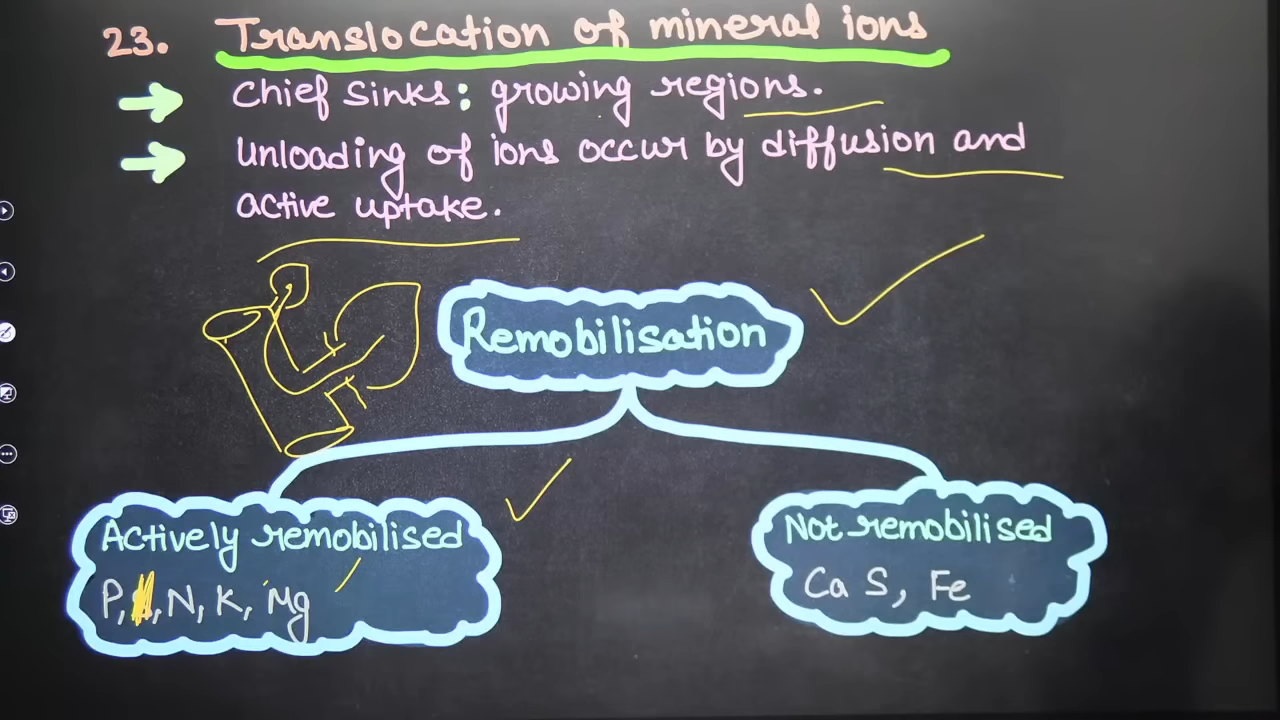 23. Translocation of mineral ions
Chief Sinks: growing regions.
Unloading of ions occur by diffusion and
active uptake.
Remobilisation
Actively remobilised
P, N, K, Mg
Not remobilised
Ca S, Fe